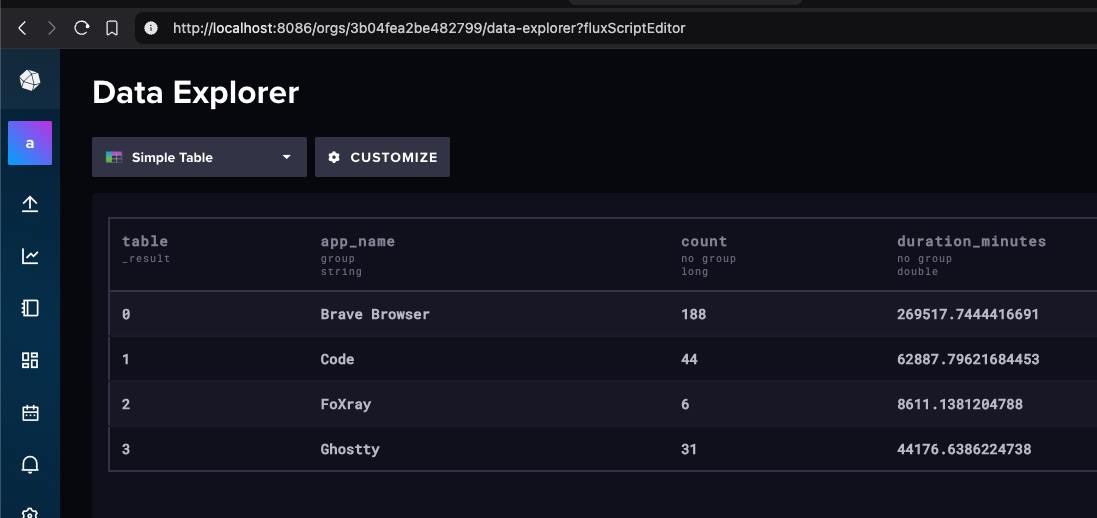 http://localhost:8086/orgs/3b04fea2be482799/data-explorer?fluxScriptEditor
Data Explorer
a
Simple Table
CUSTOMIZE
table app_name count duration_minutes
_result group no group no group
string long double
0 Brave Browser 188 269517.7444416691
1 Code 44 62887.79621684453
2 FoXray 6 8611.1381204788
3 Ghostty 31 44176.6386224738